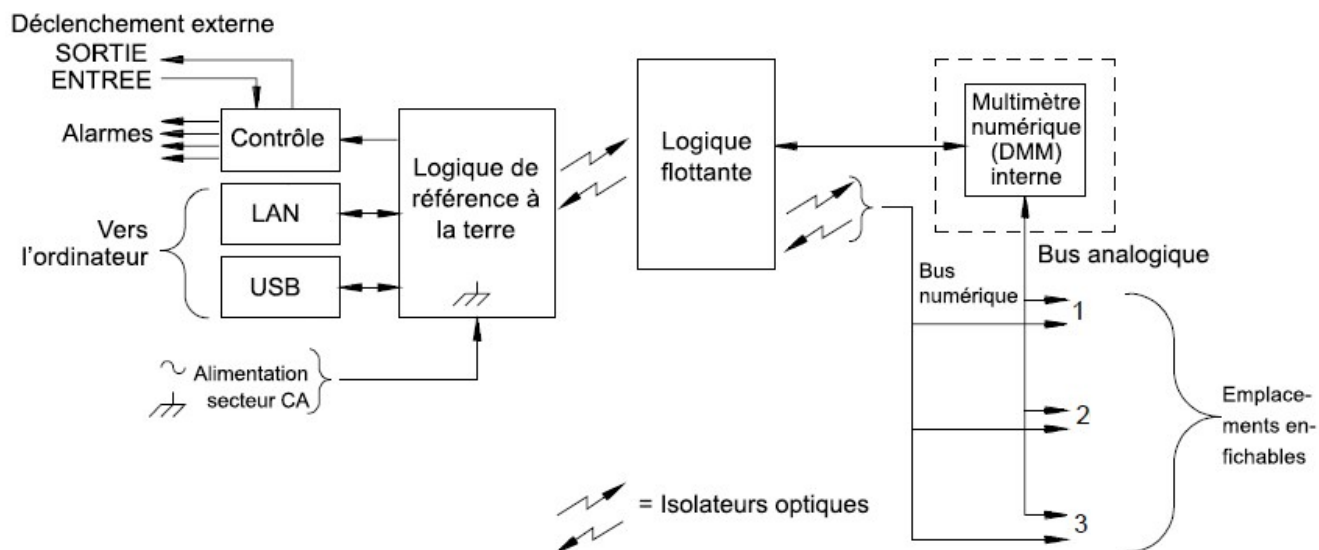 Déclenchement externe
SORTIE
ENTREE
Alarmes
Contrôle
Vers
l'ordinateur
LAN
USB
Logique de
référence à
la terre
Alimentation
secteur CA
Logique
flottante
Multimètre
numérique
(DMM)
interne
Bus analogique
Bus
numérique
1
2
3
Emplace-
ments en-
fichables
= Isolateurs optiques